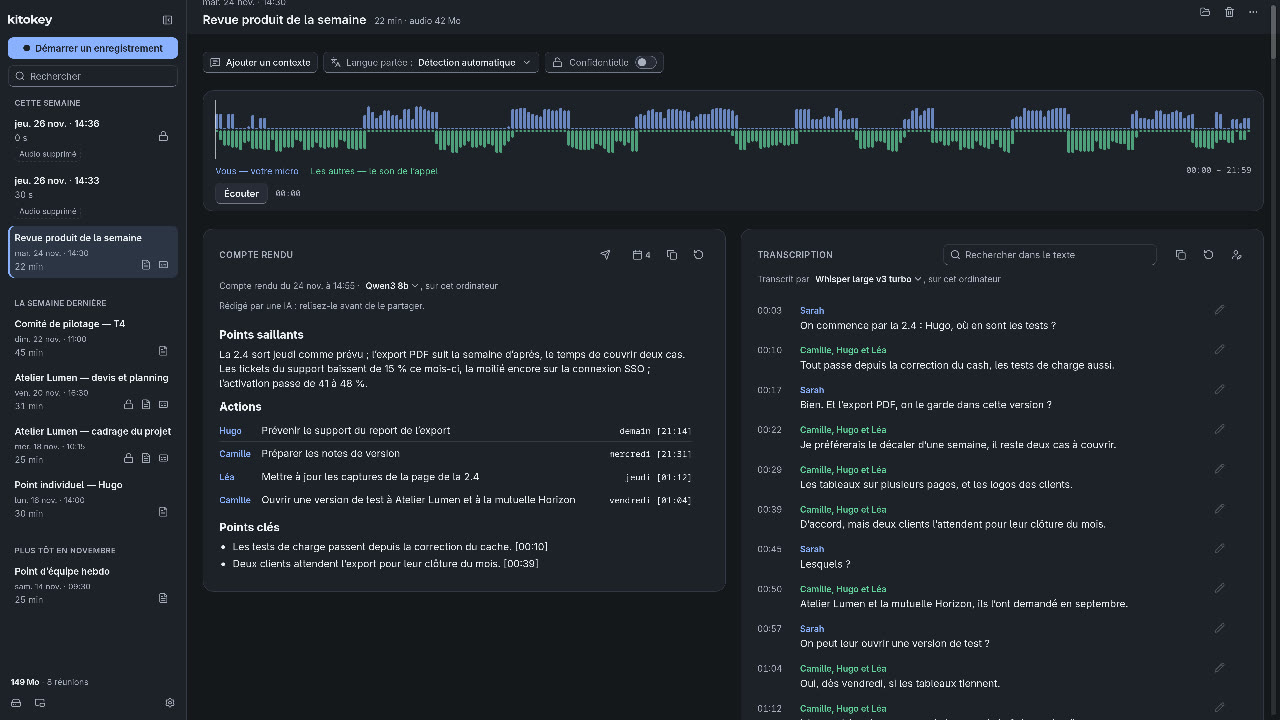 kitokey
Démarrer un enregistrement
Rechercher
CETTE SEMAINE
jeu. 26 nov. · 14:36
0 s
Audio supprimé
jeu. 26 nov. · 14:33
30 s
Audio supprimé
Revue produit de la semaine
mar. 24 nov. · 14:30
22 min
LA SEMAINE DERNIÈRE
Comité de pilotage — T4
dim. 22 nov. · 11:00
45 min
Atelier Lumen — devis et planning
ven. 20 nov. · 16:30
31 min
Atelier Lumen — cadrage du projet
mer. 18 nov. · 10:15
25 min
Point individuel — Hugo
lun. 16 nov. · 14:00
30 min
PLUS TÔT EN NOVEMBRE
Point d'équipe hebdo
sam. 14 nov. · 09:30
25 min
149 Mo · 8 réunions
mar. 24 nov. · 14:30
Revue produit de la semaine 22 min · audio 42 Mo
Ajouter un contexte
Langue parlée : Détection automatique
Confidentielle
Vous — votre micro Les autres — le son de l'appel
00:00 – 21:59
Écouter 00:00
COMPTE RENDU
4
Compte rendu du 24 nov. à 14:55 · Qwen3 8b , sur cet ordinateur
Rédigé par une IA : relisez-le avant de le partager.
Points saillants
La 2.4 sort jeudi comme prévu ; l'export PDF suit la semaine d'après, le temps de couvrir deux cas.
Les tickets du support baissent de 15 % ce mois-ci, la moitié encore sur la connexion SSO ;
l'activation passe de 41 à 48 %.
Actions
Hugo Prévenir le support du report de l'export demain [21:14]
Camille Préparer les notes de version mercredi [21:31]
Léa Mettre à jour les captures de la page de la 2.4 jeudi [01:12]
Camille Ouvrir une version de test à Atelier Lumen et à la mutuelle Horizon vendredi [01:04]
Points clés
• Les tests de charge passent depuis la correction du cache. [00:10]
• Deux clients attendent l'export pour leur clôture du mois. [00:39]
TRANSCRIPTION
Rechercher dans le texte
Transcrit par Whisper large v3 turbo , sur cet ordinateur
00:03 Sarah
On commence par la 2.4 : Hugo, où en sont les tests ?
00:10 Camille, Hugo et Léa
Tout passe depuis la correction du cash, les tests de charge aussi.
00:17 Sarah
Bien. Et l'export PDF, on le garde dans cette version ?
00:22 Camille, Hugo et Léa
Je préférerais le décaler d'une semaine, il reste deux cas à couvrir.
00:29 Camille, Hugo et Léa
Les tableaux sur plusieurs pages, et les logos des clients.
00:39 Camille, Hugo et Léa
D'accord, mais deux clients l'attendent pour leur clôture du mois.
00:45 Sarah
Lesquels ?
00:50 Camille, Hugo et Léa
Atelier Lumen et la mutuelle Horizon, ils l'ont demandé en septembre.
00:57 Sarah
On peut leur ouvrir une version de test ?
01:04 Camille, Hugo et Léa
Oui, dès vendredi, si les tableaux tiennent.
01:12 Camille, Hugo et Léa